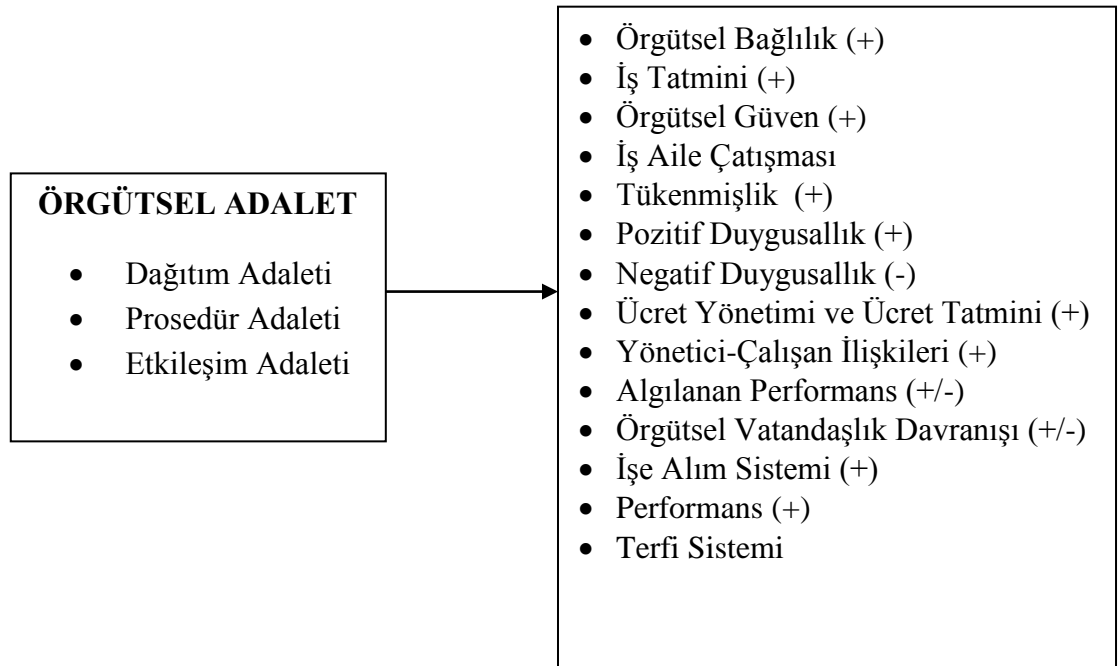 ÖRGÜTSEL ADALET
• Dağıtım Adaleti
• Prosedür Adaleti
• Etkileşim Adaleti
• Örgütsel Bağlılık (+)
• İş Tatmini (+)
• Örgütsel Güven (+)
• İş Aile Çatışması
• Tükenmişlik (+)
• Pozitif Duygusallık (+)
• Negatif Duygusallık (-)
• Ücret Yönetimi ve Ücret Tatmini (+)
• Yönetici-Çalışan İlişkileri (+)
• Algılanan Performans (+/-)
• Örgütsel Vatandaşlık Davranışı (+/-)
• İşe Alım Sistemi (+)
• Performans (+)
• Terfi Sistemi